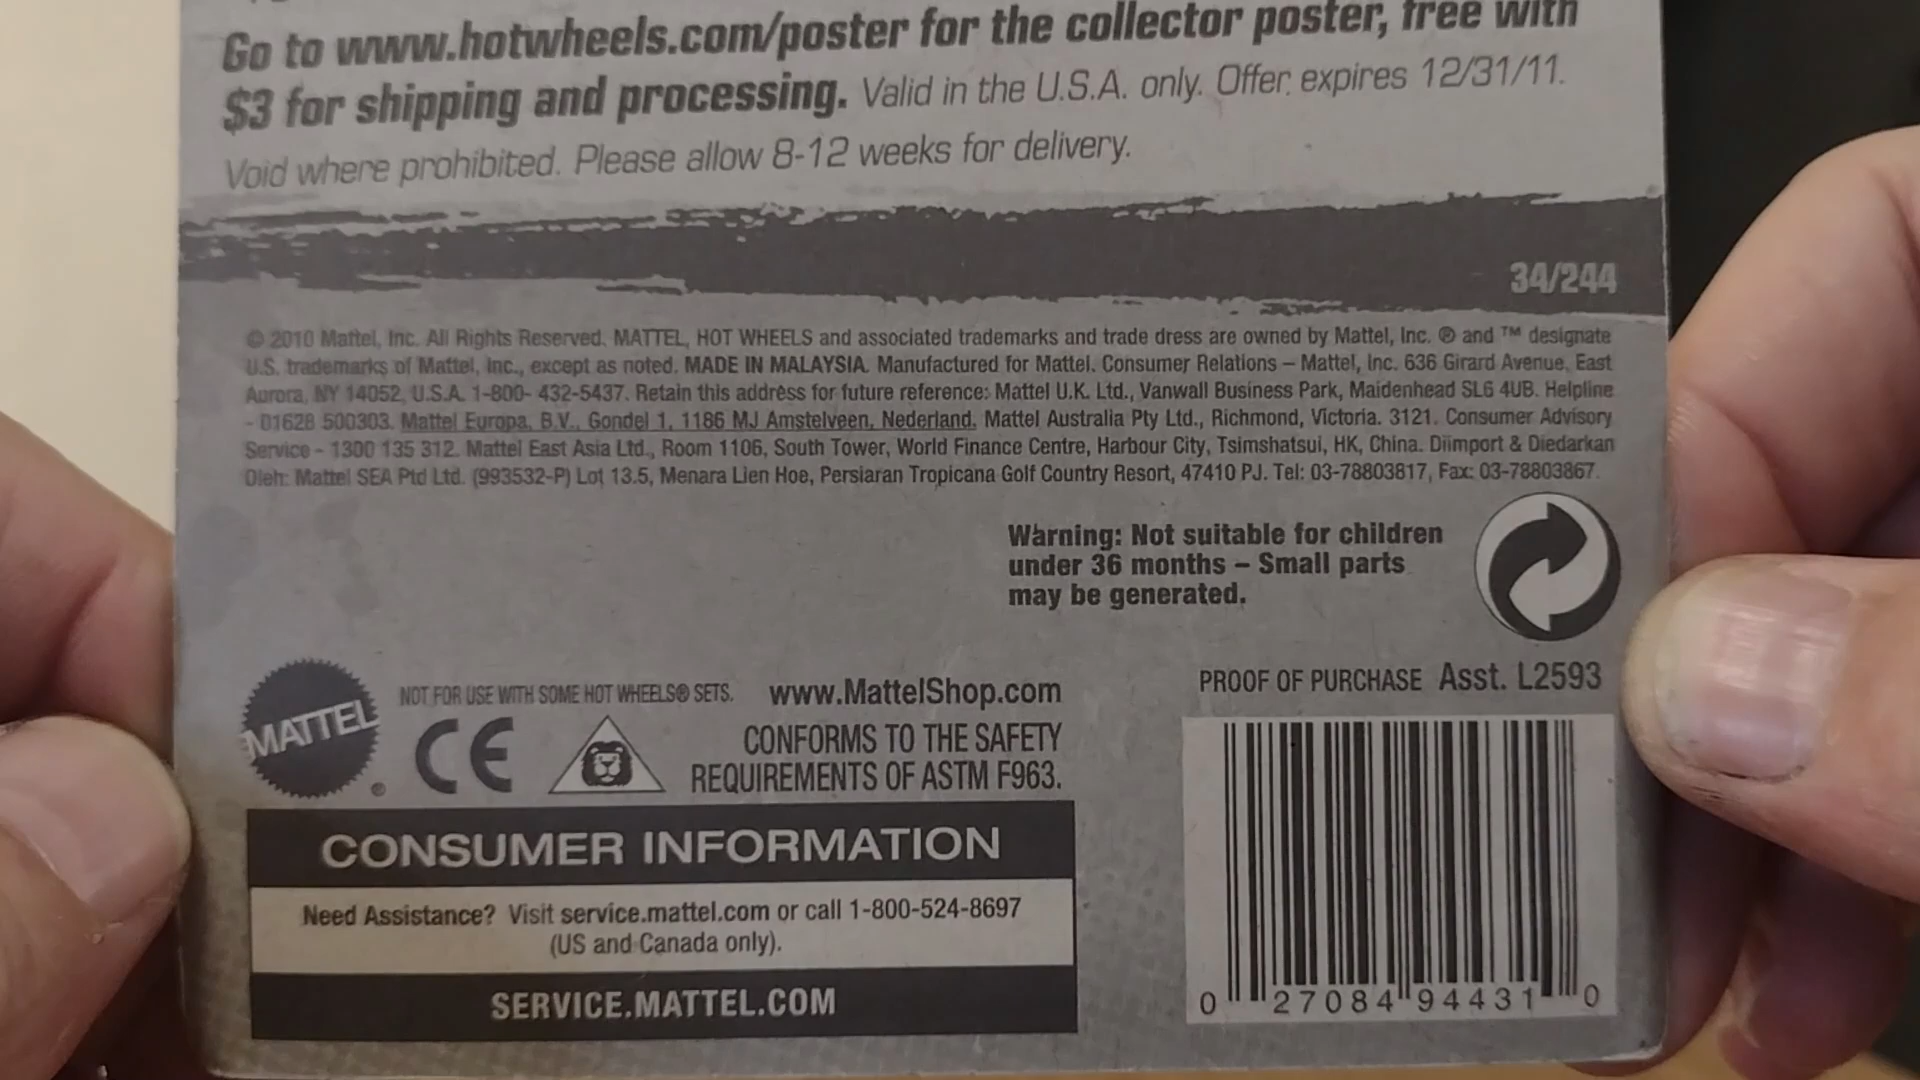 Go to www.hotwheels.com/poster for the collector poster, free with
$3 for shipping and processing. Valid in the U.S.A. only. Offer expires 12/31/11.
Void where prohibited. Please allow 8-12 weeks for delivery.
34/244
© 2010 Mattel, Inc. All Rights Reserved. MATTEL, HOT WHEELS and associated trademarks and trade dress are owned by Mattel, Inc. ® and ™ designate
U.S. trademarks of Mattel, Inc., except as noted. MADE IN MALAYSIA. Manufactured for Mattel. Consumer Relations – Mattel, Inc. 636 Girard Avenue, East
Aurora, NY 14052, U.S.A. 1-800- 432-5437. Retain this address for future reference: Mattel U.K. Ltd., Vanwall Business Park, Maidenhead SL6 4UB. Helpline
- 01628 500303. Mattel Europa, B.V., Gondel 1, 1186 MJ Amstelveen, Nederland. Mattel Australia Pty Ltd., Richmond, Victoria. 3121. Consumer Advisory
Service - 1300 135 312. Mattel East Asia Ltd., Room 1106, South Tower, World Finance Centre, Harbour City, Tsimshatsui, HK, China. Diimport & Diedarkan
Oleh: Mattel SEA Ptd Ltd. (993532-P) Lot 13.5, Menara Lien Hoe, Persiaran Tropicana Golf Country Resort, 47410 PJ. Tel: 03-78803817, Fax: 03-78803867.
Warning: Not suitable for children
under 36 months – Small parts
may be generated.
PROOF OF PURCHASE Asst. L2593
NOT FOR USE WITH SOME HOT WHEELS® SETS. www.MattelShop.com
MATTEL®
CE
CONFORMS TO THE SAFETY
REQUIREMENTS OF ASTM F963.
CONSUMER INFORMATION
Need Assistance? Visit service.mattel.com or call 1-800-524-8697
(US and Canada only).
SERVICE.MATTEL.COM
0 27084 94431 0